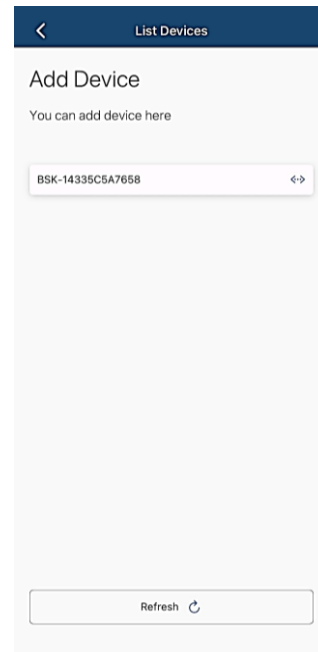 List Devices
Add Device
You can add device here
BSK-14335C5A7658
Refresh